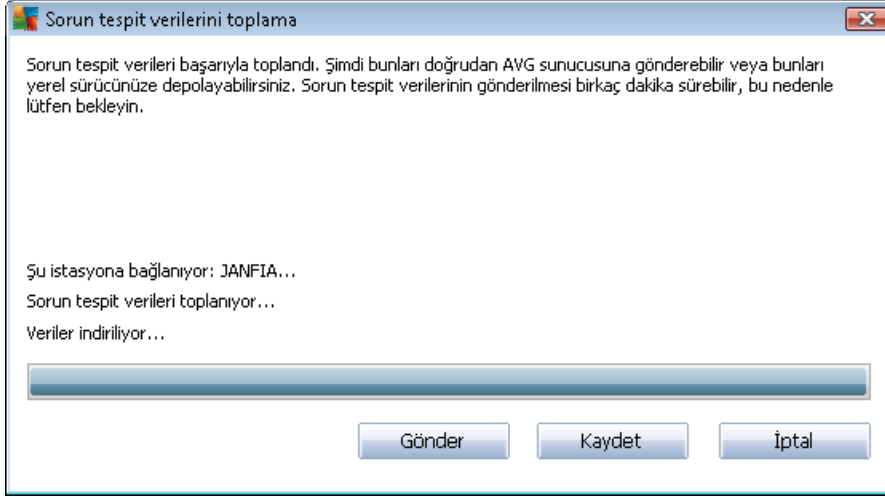 Sorun tespit verilerini toplama
Sorun tespit verileri başarıyla toplandı. Şimdi bunları doğrudan AVG sunucusuna gönderebilir veya bunları
yerel sürücünüze depolayabilirsiniz. Sorun tespit verilerinin gönderilmesi birkaç dakika sürebilir, bu nedenle
lütfen bekleyin.
Şu istasyona bağlanıyor: JANFIA...
Sorun tespit verileri toplanıyor...
Veriler indiriliyor...
Gönder Kaydet İptal